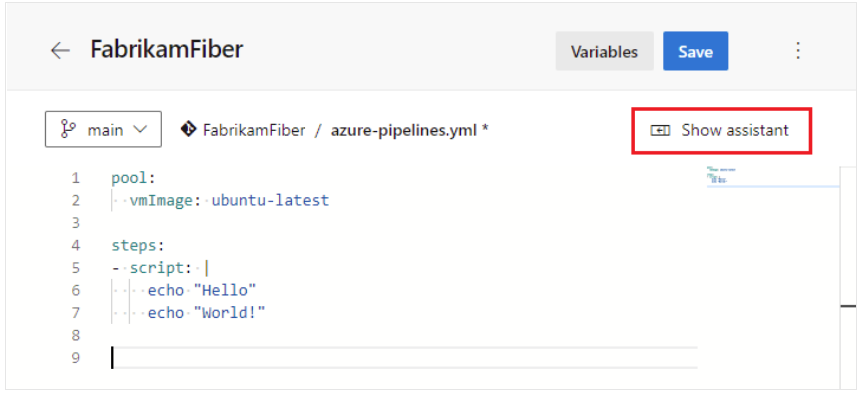 FabrikamFiber
Variables
Save
main
FabrikamFiber / azure-pipelines.yml *
Show assistant
1 pool:
2   vmImage: ubuntu-latest
3
4 steps:
5 - script: |
6     echo "Hello"
7     echo "World!"
8
9